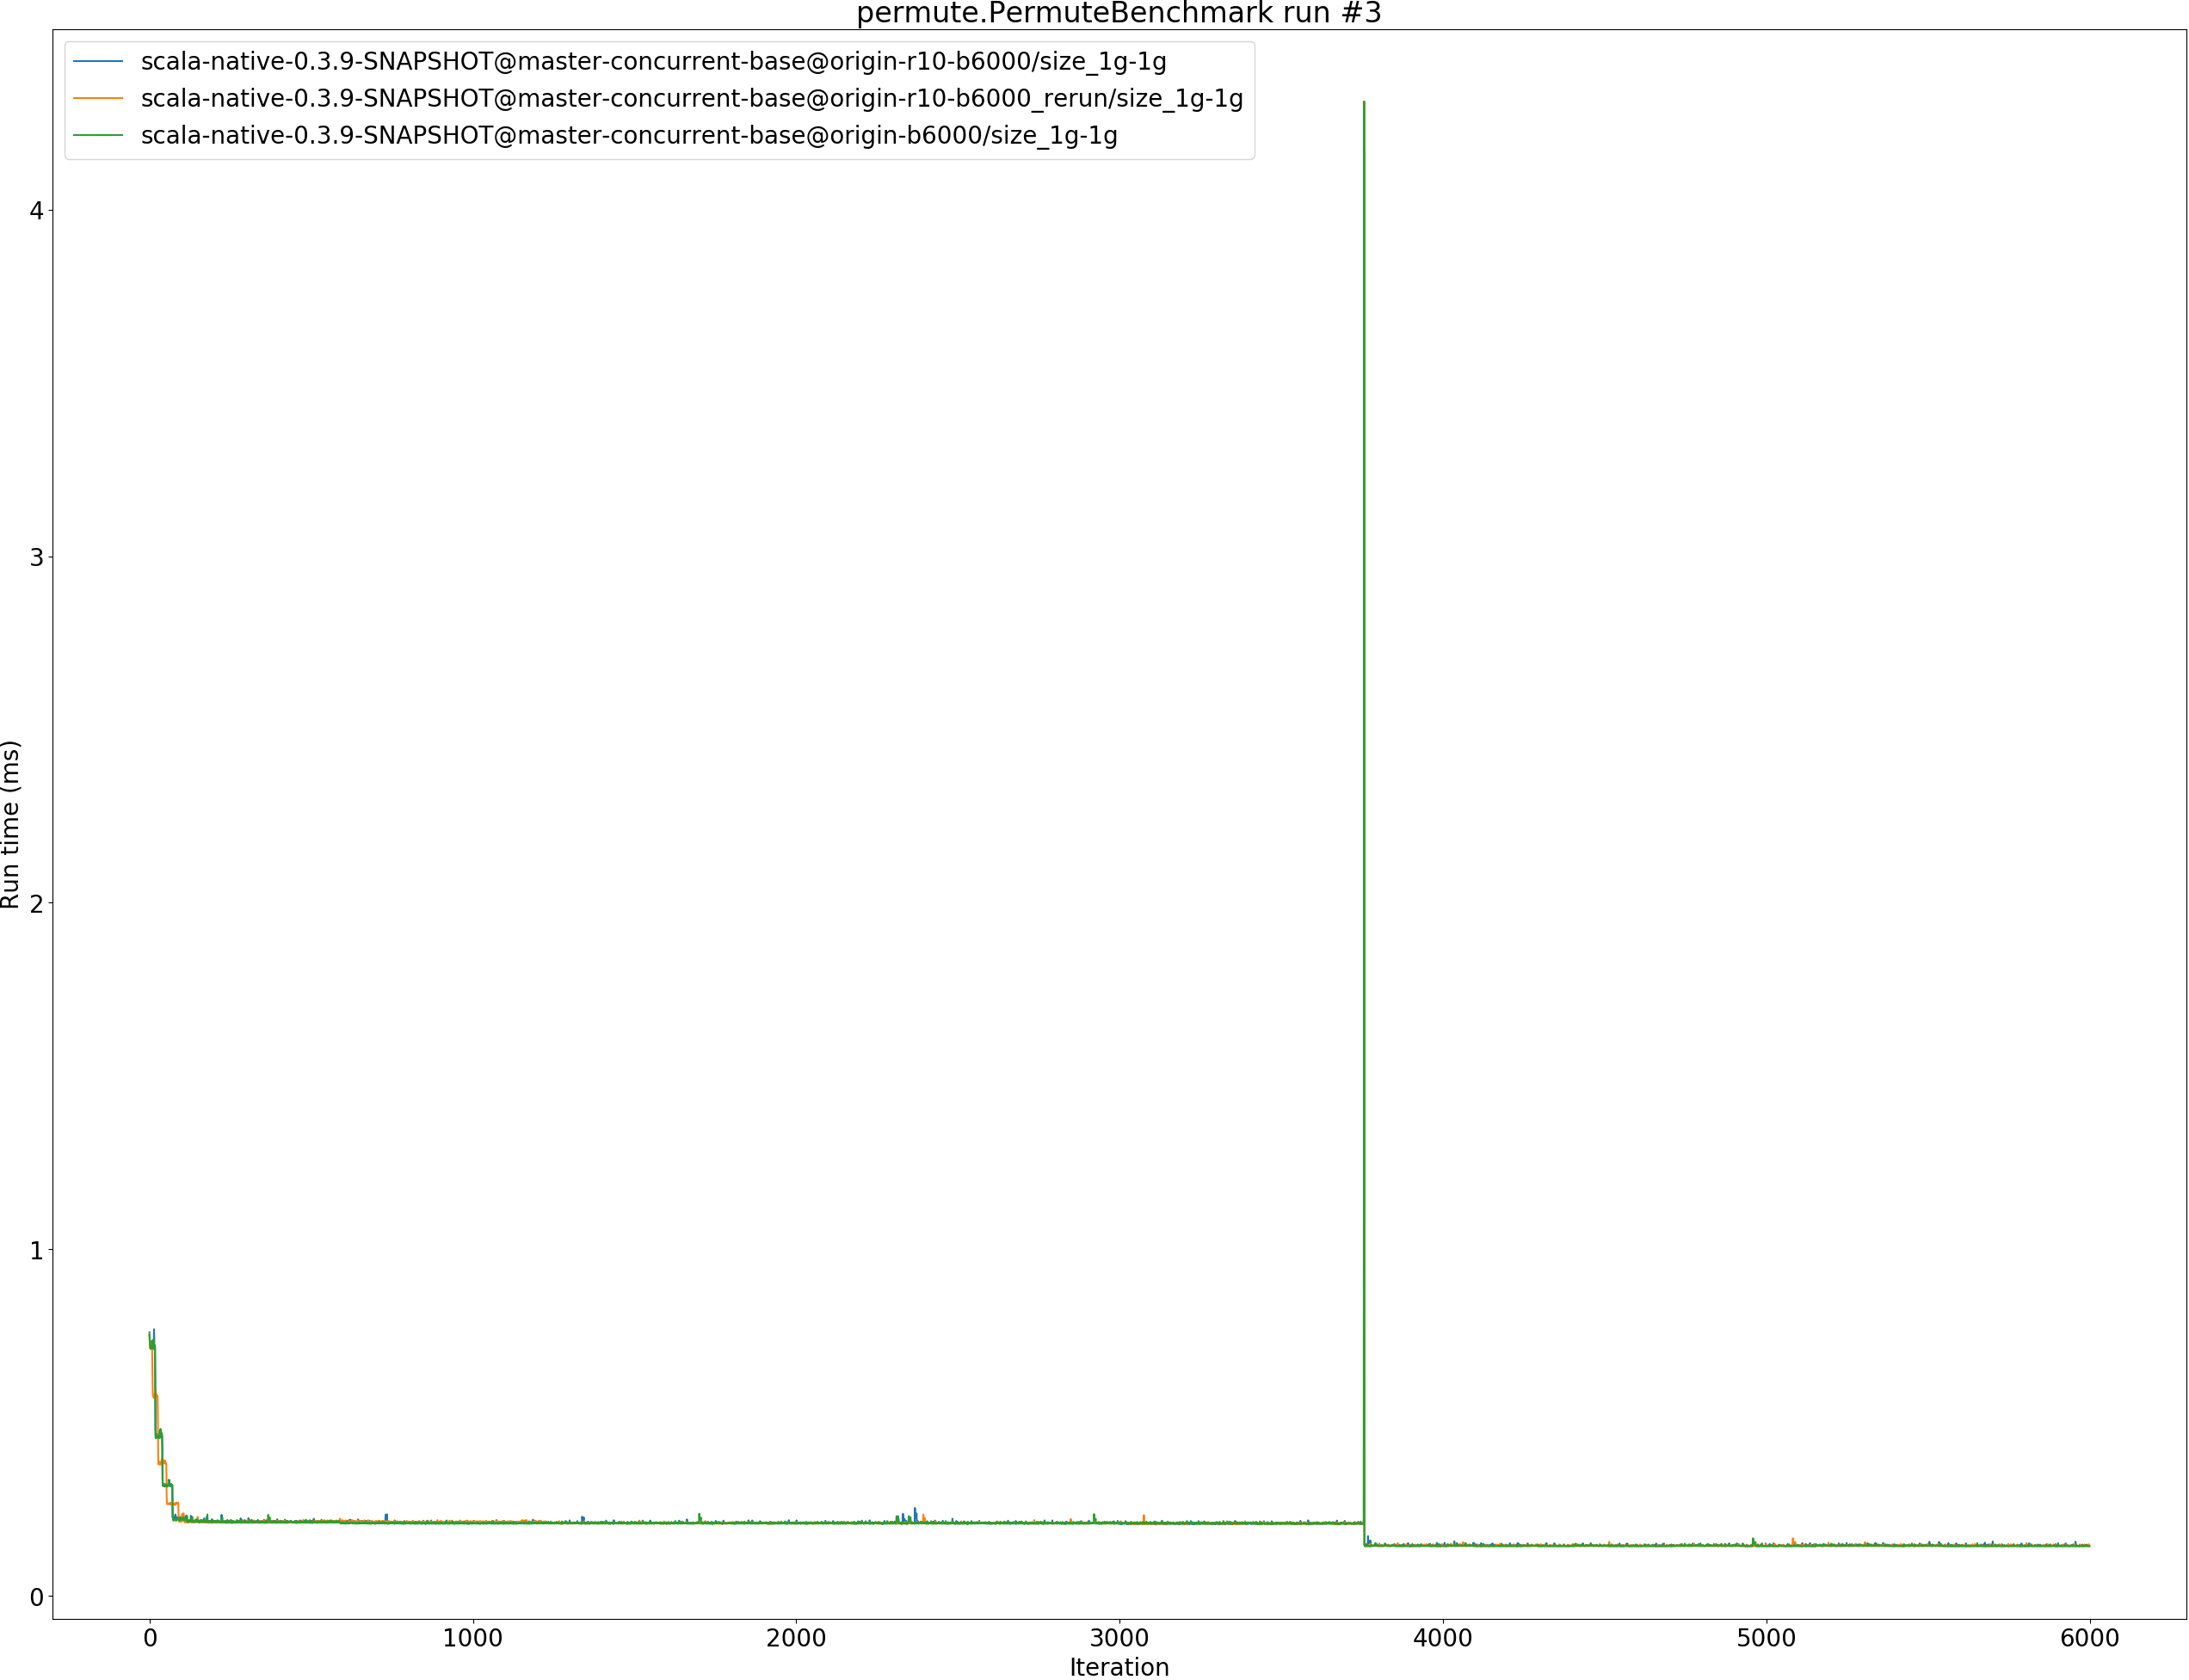 permute.PermuteBenchmark run #3
scala-native-0.3.9-SNAPSHOT@master-concurrent-base@origin-r10-b6000/size_1g-1g
scala-native-0.3.9-SNAPSHOT@master-concurrent-base@origin-r10-b6000_rerun/size_1g-1g
scala-native-0.3.9-SNAPSHOT@master-concurrent-base@origin-b6000/size_1g-1g
4
3
2
1
0
Run time (ms)
0 1000 2000 3000 4000 5000 6000
Iteration